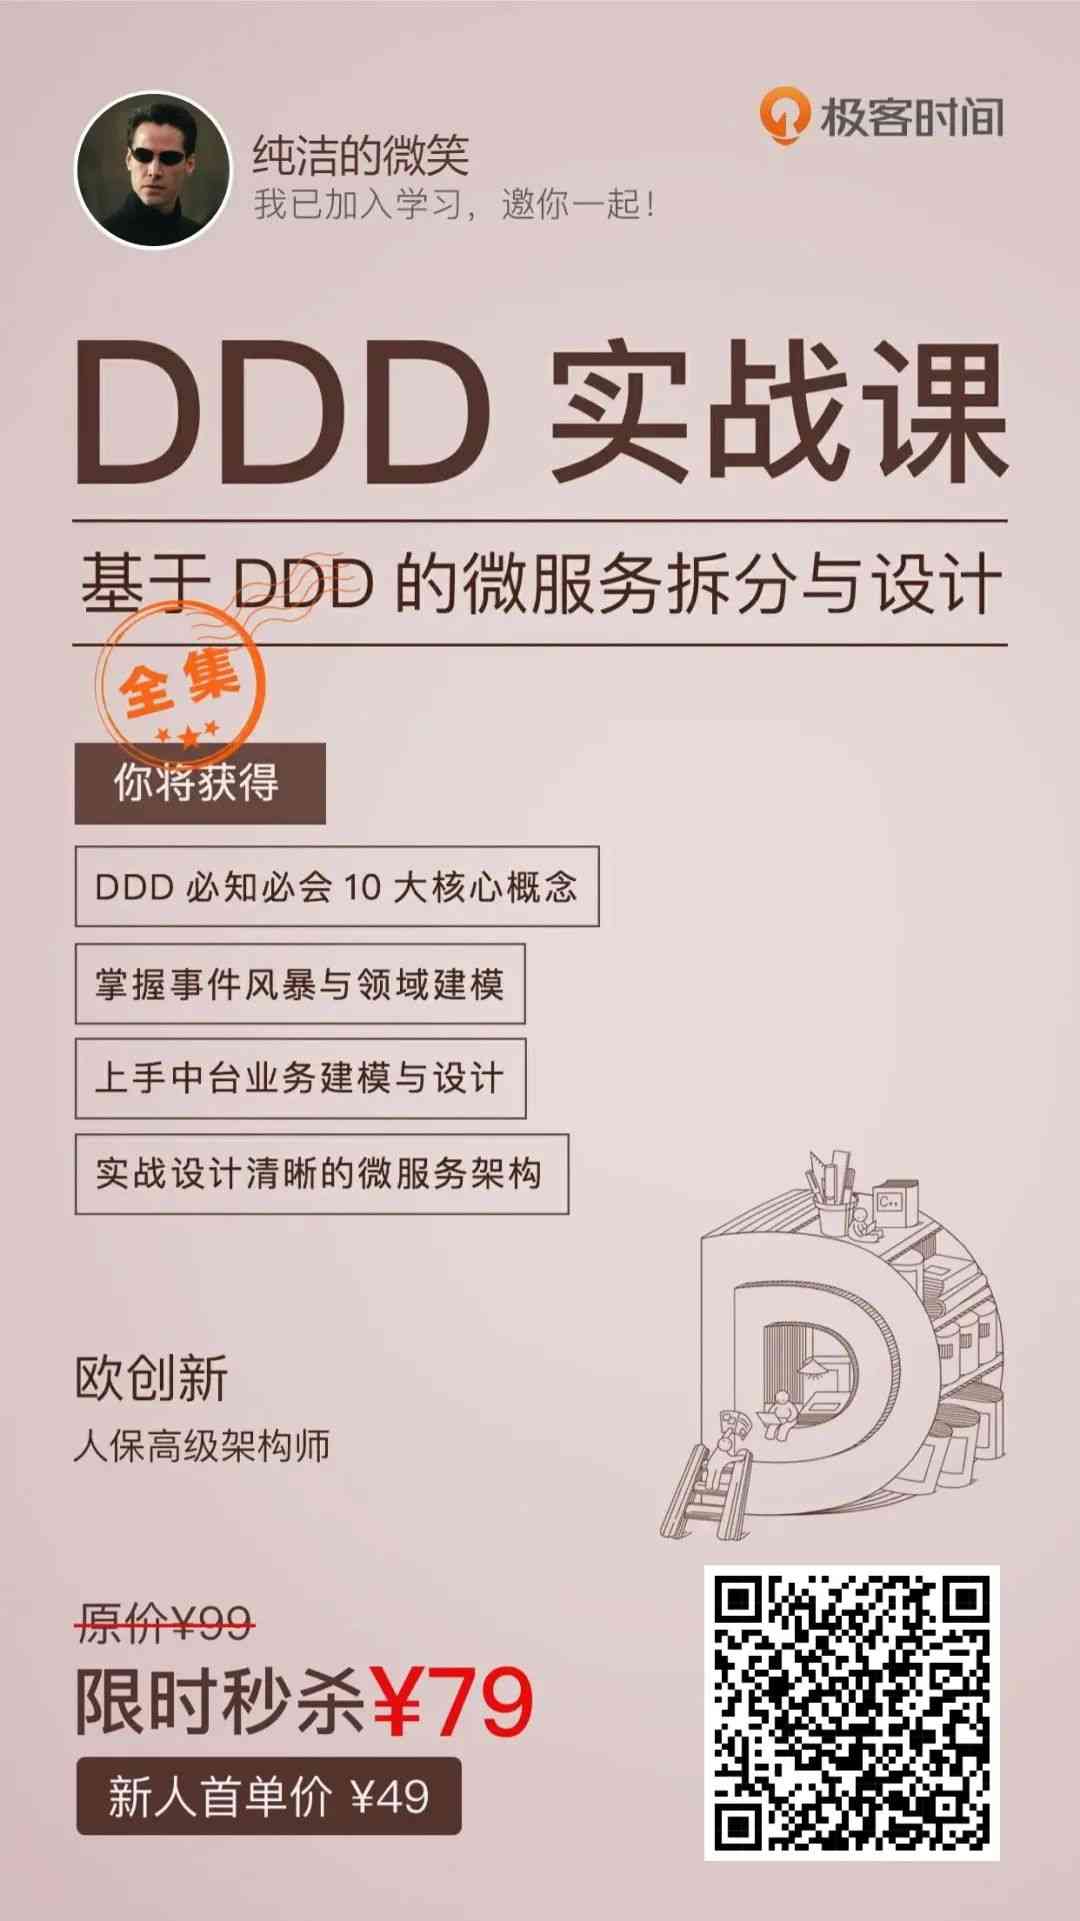 极客时间
纯洁的微笑
我已加入学习，邀你一起！
DDD 实战课
基于 DDD 的微服务拆分与设计
全集
你将获得
DDD 必知必会 10 大核心概念
掌握事件风暴与领域建模
上手中台业务建模与设计
实战设计清晰的微服务架构
C++
欧创新
人保高级架构师
原价¥99
限时秒杀¥79
新人首单价 ¥49